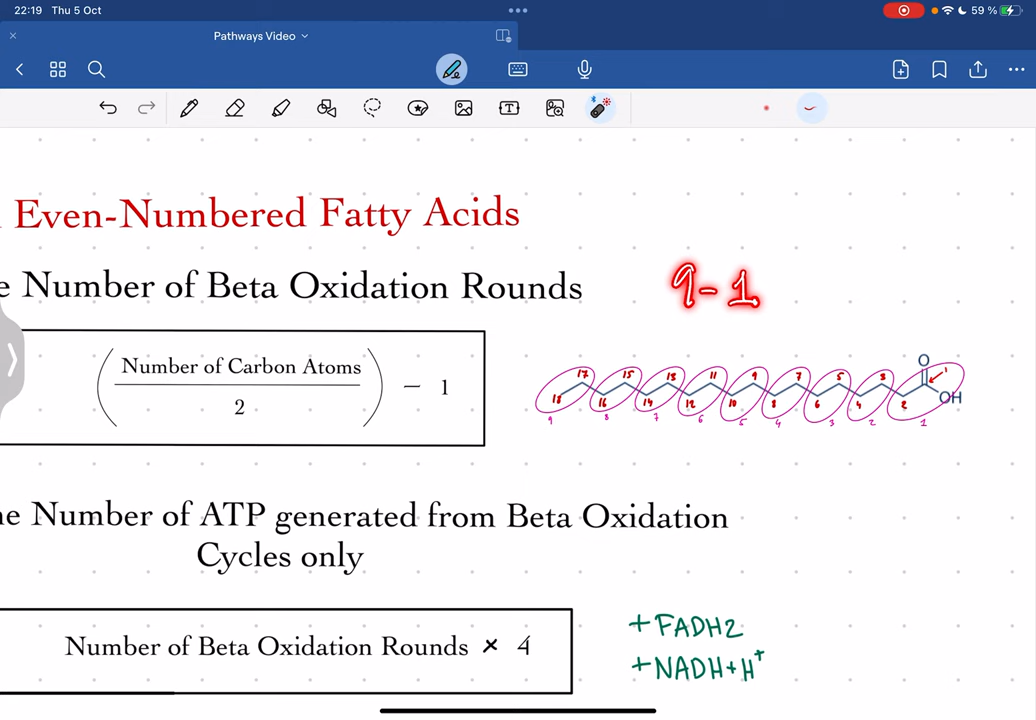 22:19 Thu 5 Oct 59 %
Pathways Video
Even-Numbered Fatty Acids
e Number of Beta Oxidation Rounds 9-1
Number of Carbon Atoms
2
- 1
O
17 15 13 11 9 7 5 3 1
18 16 14 12 10 8 6 4 2 OH
9 8 7 6 5 4 3 2 1
ne Number of ATP generated from Beta Oxidation
Cycles only
Number of Beta Oxidation Rounds × 4
+FADH2
+NADH+H+